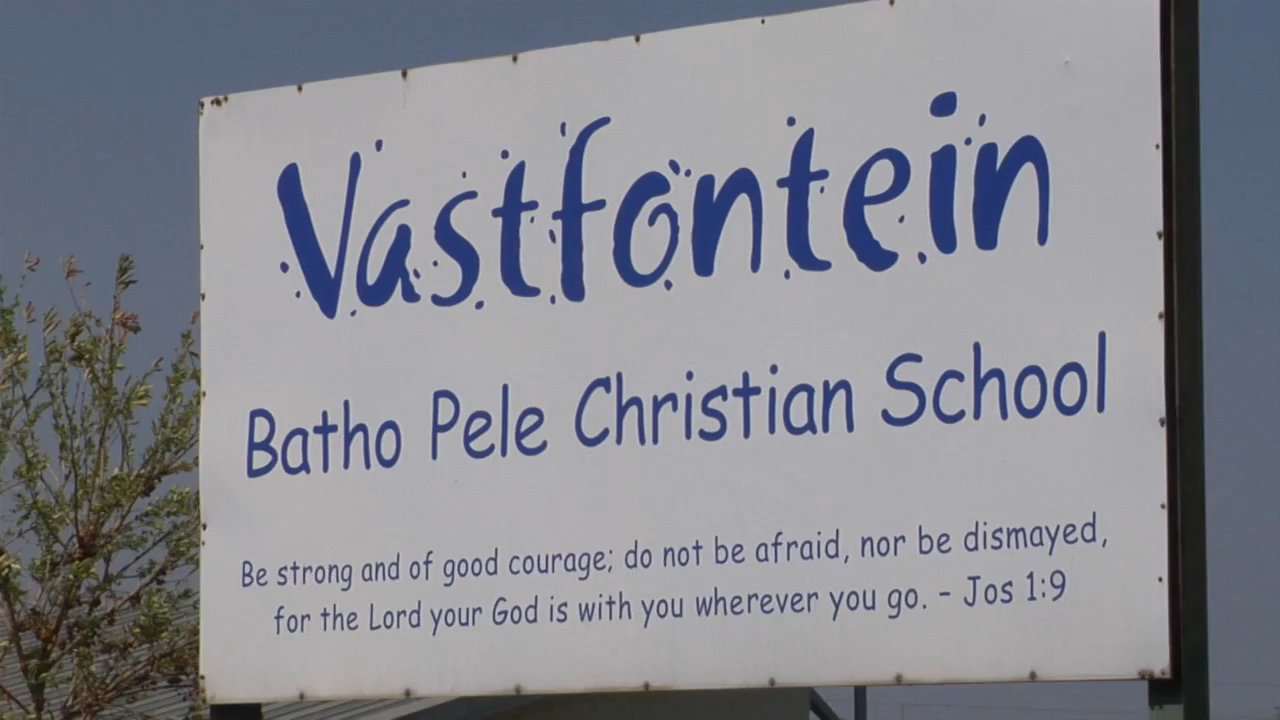 Vastfontein
Batho Pele Christian School
Be strong and of good courage; do not be afraid, nor be dismayed,
for the Lord your God is with you wherever you go. - Jos 1:9